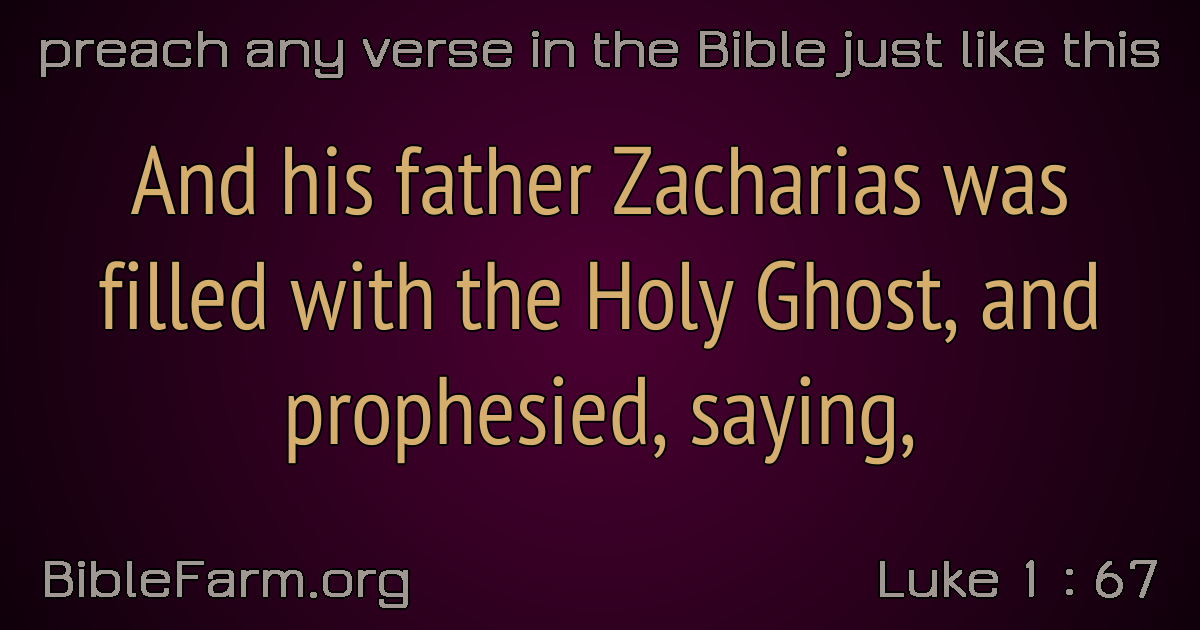 preach any verse in the Bible just like this
And his father Zacharias was
filled with the Holy Ghost, and
prophesied, saying,
BibleFarm.org
Luke 1 : 67